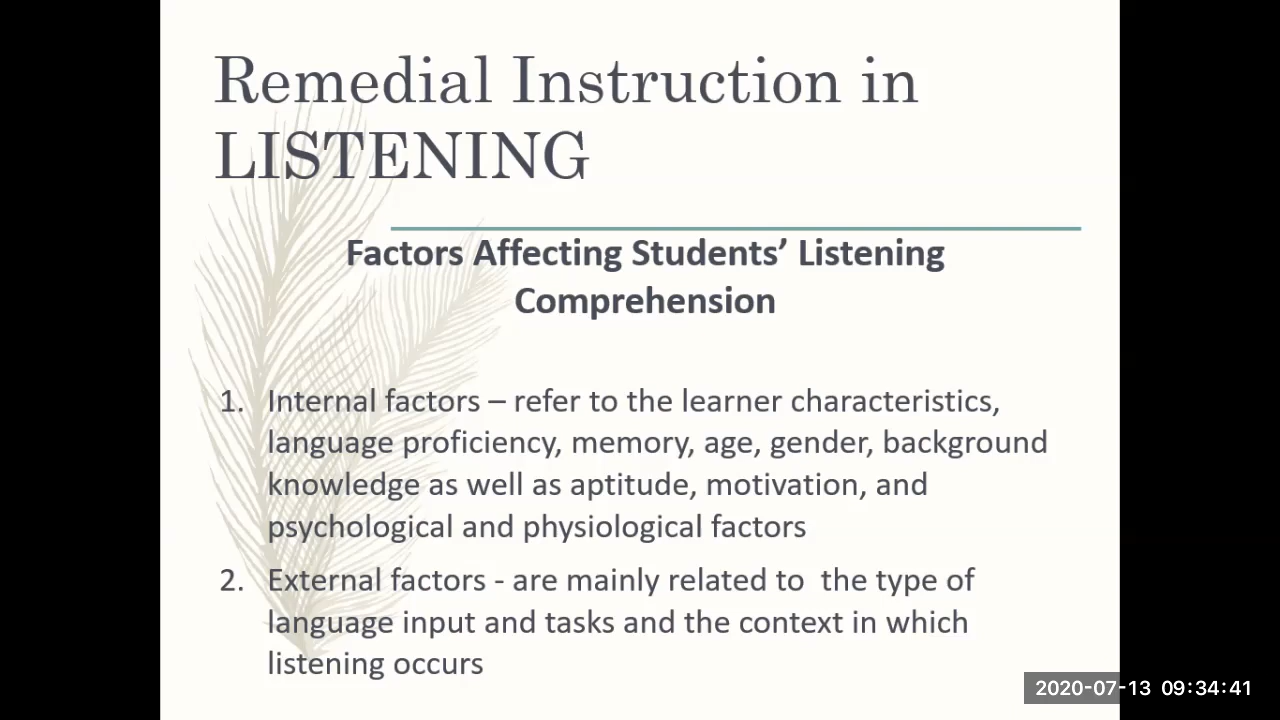 Remedial Instruction in
LISTENING
Factors Affecting Students’ Listening
Comprehension
1. Internal factors – refer to the learner characteristics,
language proficiency, memory, age, gender, background
knowledge as well as aptitude, motivation, and
psychological and physiological factors
2. External factors - are mainly related to  the type of
language input and tasks and the context in which
listening occurs
2020-07-13 09:34:41